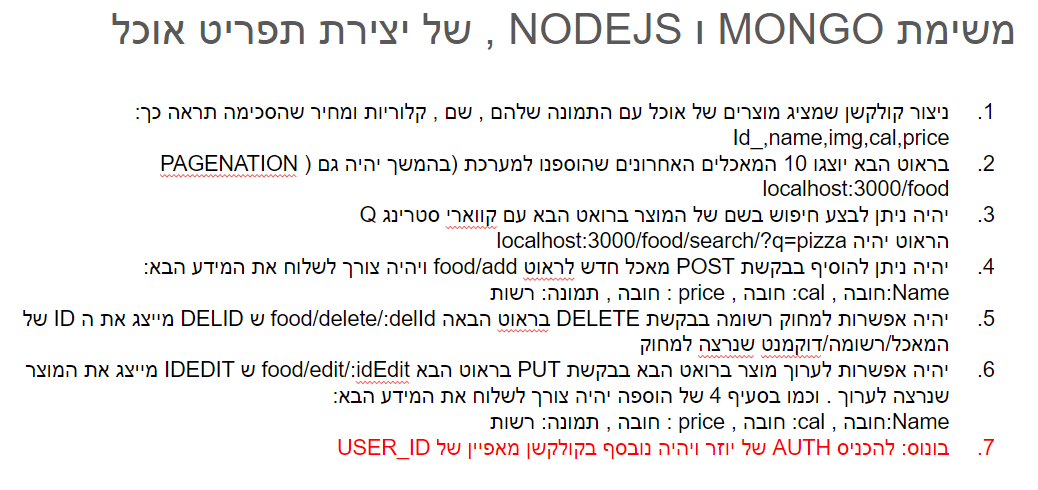 משימת MONGO ו NODEJS , של יצירת תפריט אוכל
1. ניצור קולקשן שמציג מוצרים של אוכל עם התמונה שלהם , שם , קלוריות ומחיר שהסכימה תראה כך:
Id_,name,img,cal,price
2. בראוט הבא יוצגו 10 המאכלים האחרונים שהוספנו למערכת (בהמשך יהיה גם ( PAGENATION
localhost:3000/food
3. יהיה ניתן לבצע חיפוש בשם של המוצר ברואט הבא עם קווארי סטרינג Q
הראוט יהיה localhost:3000/food/search/?q=pizza
4. יהיה ניתן להוסיף בבקשת POST מאכל חדש לראוט food/add ויהיה צורך לשלוח את המידע הבא:
Name:חובה , cal: חובה , price : חובה , תמונה: רשות
5. יהיה אפשרות למחוק רשומה בבקשת DELETE בראוט הבאה food/delete/:delId ש DELID מייצג את ה ID של
המאכל/רשומה/דוקמנט שנרצה למחוק
6. יהיה אפשרות לערוך מוצר ברואט הבא בבקשת PUT בראוט הבא food/edit/:idEdit ש IDEDIT מייצג את המוצר
שנרצה לערוך . וכמו בסעיף 4 של הוספה יהיה צורך לשלוח את המידע הבא:
Name:חובה , cal: חובה , price : חובה , תמונה: רשות
7. בונוס: להכניס AUTH של יוזר ויהיה נובסף בקולקשן מאפיין של USER_ID